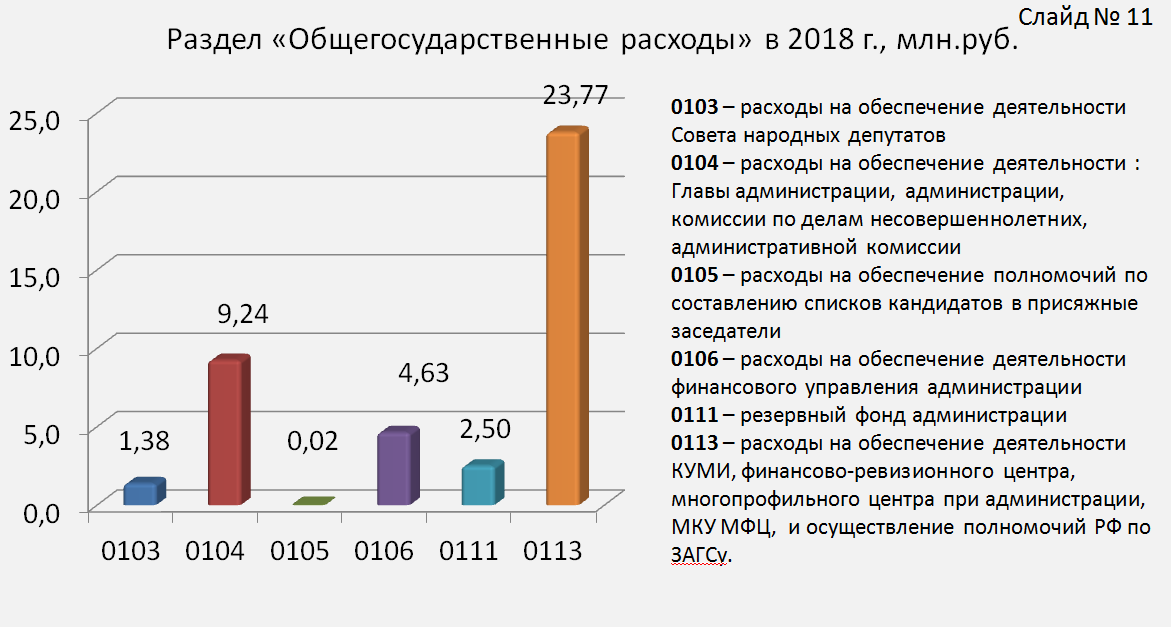 Слайд № 11
Раздел «Общегосударственные расходы» в 2018 г., млн.руб.
25,0
20,0
15,0
10,0
5,0
0,0
1,38
9,24
0,02
4,63
2,50
23,77
0103 0104 0105 0106 0111 0113
0103 – расходы на обеспечение деятельности
Совета народных депутатов
0104 – расходы на обеспечение деятельности :
Главы администрации, администрации,
комиссии по делам несовершеннолетних,
административной комиссии
0105 – расходы на обеспечение полномочий по
составлению списков кандидатов в присяжные
заседатели
0106 – расходы на обеспечение деятельности
финансового управления администрации
0111 – резервный фонд администрации
0113 – расходы на обеспечение деятельности
КУМИ, финансово-ревизионного центра,
многопрофильного центра при администрации,
МКУ МФЦ, и осуществление полномочий РФ по
ЗАГСу.